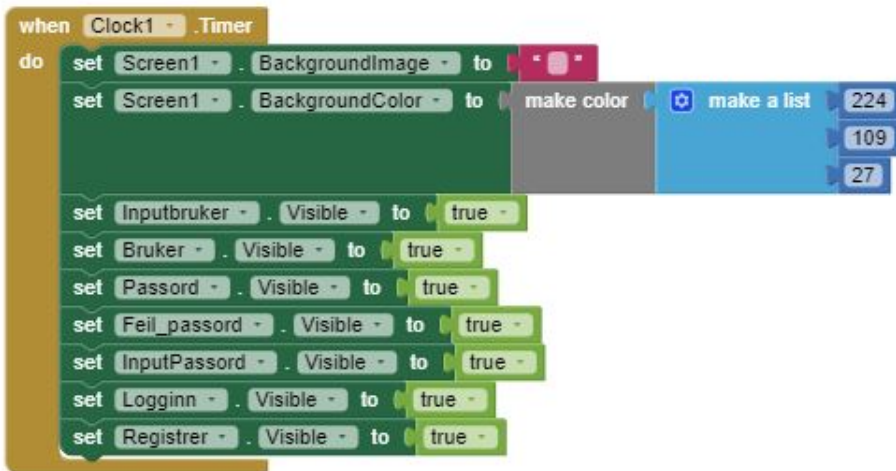 when Clock1 .Timer
do set Screen1 . BackgroundImage to " "
set Screen1 . BackgroundColor to make color make a list 224
109
27
set Inputbruker . Visible to true
set Bruker . Visible to true
set Passord . Visible to true
set Feil_passord . Visible to true
set InputPassord . Visible to true
set Logginn . Visible to true
set Registrer . Visible to true